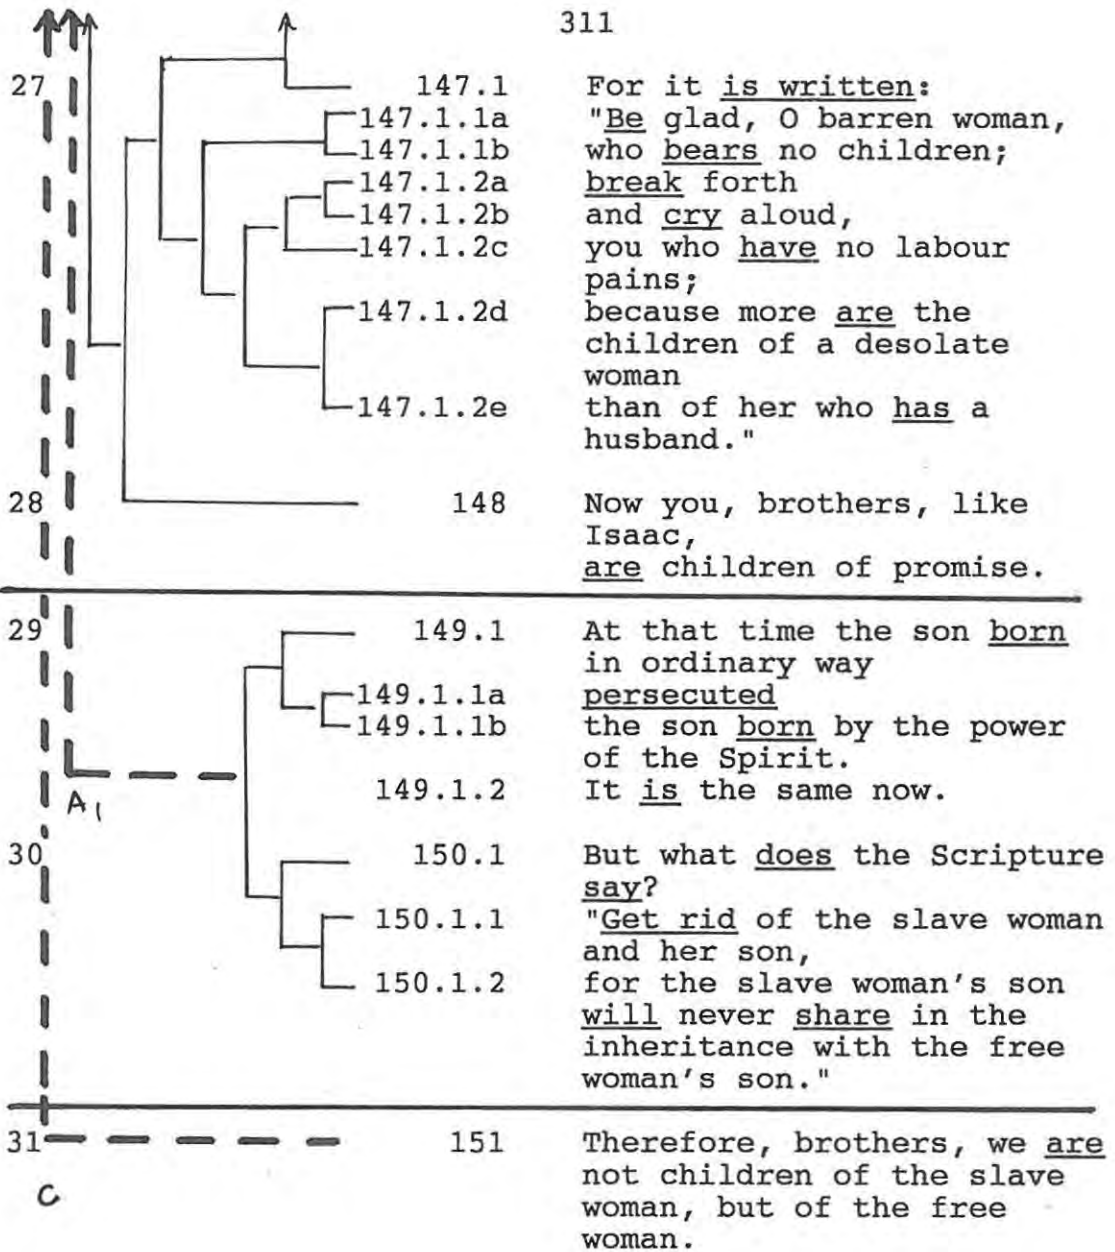 311
27 147.1 For it is written:
147.1.1a "Be glad, O barren woman,
147.1.1b who bears no children;
147.1.2a break forth
147.1.2b and cry aloud,
147.1.2c you who have no labour
pains;
147.1.2d because more are the
children of a desolate
woman
147.1.2e than of her who has a
husband."
28 148 Now you, brothers, like
Isaac,
are children of promise.
29 149.1 At that time the son born
in ordinary way
149.1.1a persecuted
149.1.1b the son born by the power
of the Spirit.
A1 149.1.2 It is the same now.
30 150.1 But what does the Scripture
say?
150.1.1 "Get rid of the slave woman
and her son,
150.1.2 for the slave woman's son
will never share in the
inheritance with the free
woman's son."
31 151 Therefore, brothers, we are
not children of the slave
C woman, but of the free
woman.